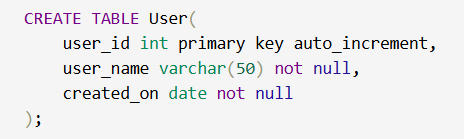 CREATE TABLE User(
    user_id int primary key auto_increment,
    user_name varchar(50) not null,
    created_on date not null
);